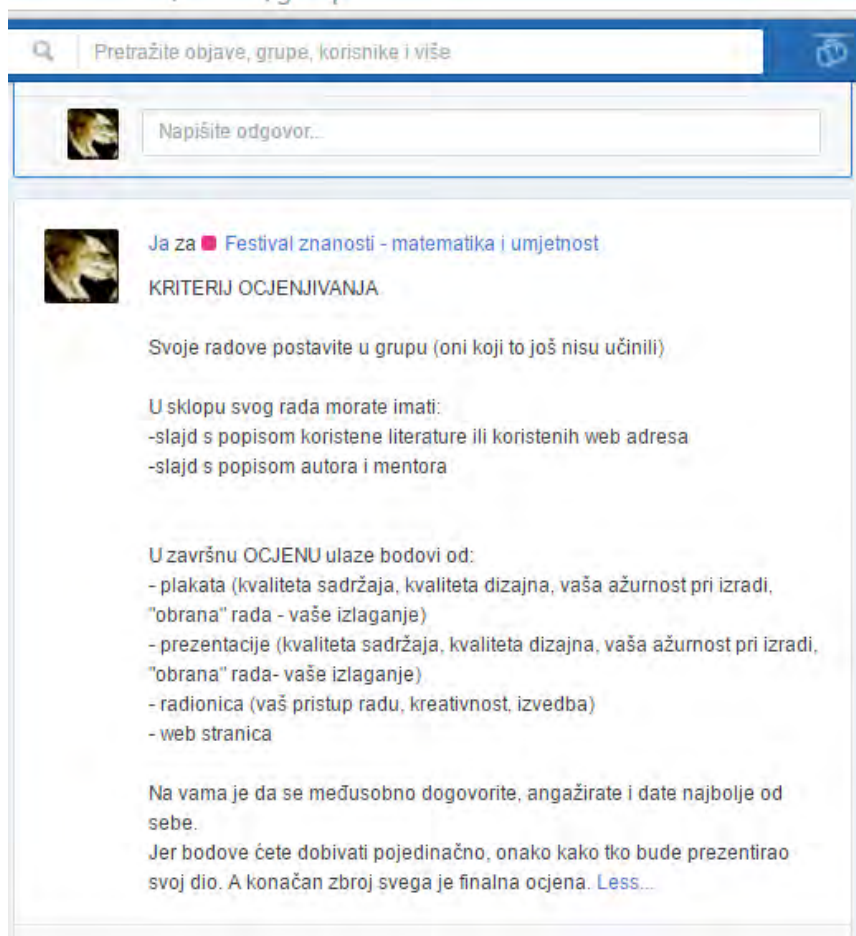 Pretražite objave, grupe, korisnike i više
Napišite odgovor...
Ja za Festival znanosti - matematika i umjetnost
KRITERIJ OCJENJIVANJA
Svoje radove postavite u grupu (oni koji to još nisu učinili)
U sklopu svog rada morate imati:
-slajd s popisom koristene literature ili koristenih web adresa
-slajd s popisom autora i mentora
U završnu OCJENU ulaze bodovi od:
- plakata (kvaliteta sadržaja, kvaliteta dizajna, vaša ažurnost pri izradi,
"obrana" rada - vaše izlaganje)
- prezentacije (kvaliteta sadržaja, kvaliteta dizajna, vaša ažurnost pri izradi,
"obrana" rada- vaše izlaganje)
- radionica (vaš pristup radu, kreativnost, izvedba)
- web stranica
Na vama je da se međusobno dogovorite, angažirate i date najbolje od
sebe.
Jer bodove ćete dobivati pojedinačno, onako kako tko bude prezentirao
svoj dio. A konačan zbroj svega je finalna ocjena. Less...